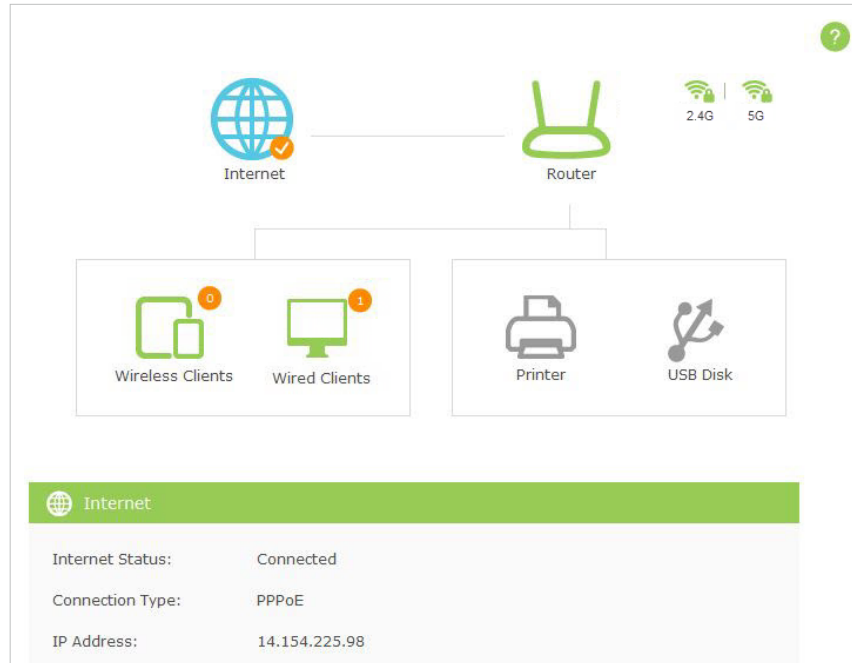 ?
2.4G 5G
Internet Router
0 1
Wireless Clients Wired Clients Printer USB Disk
Internet
Internet Status: Connected
Connection Type: PPPoE
IP Address: 14.154.225.98